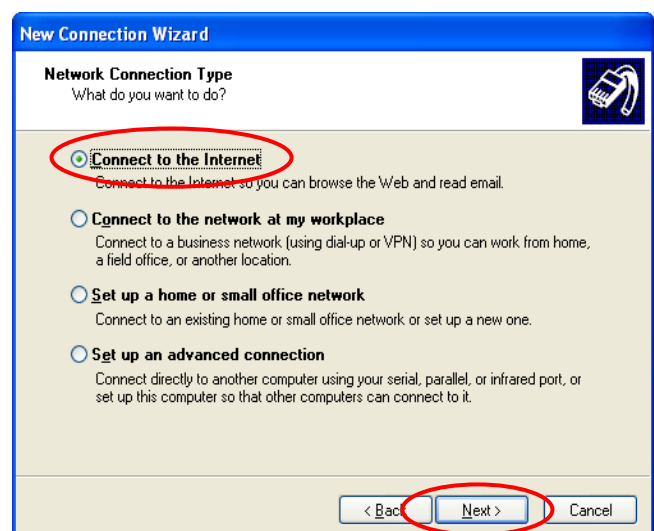 New Connection Wizard
Network Connection Type
What do you want to do?
Connect to the Internet
Connect to the Internet so you can browse the Web and read email.
Connect to the network at my workplace
Connect to a business network (using dial-up or VPN) so you can work from home,
a field office, or another location.
Set up a home or small office network
Connect to an existing home or small office network or set up a new one.
Set up an advanced connection
Connect directly to another computer using your serial, parallel, or infrared port, or
set up this computer so that other computers can connect to it.
< Back Next > Cancel